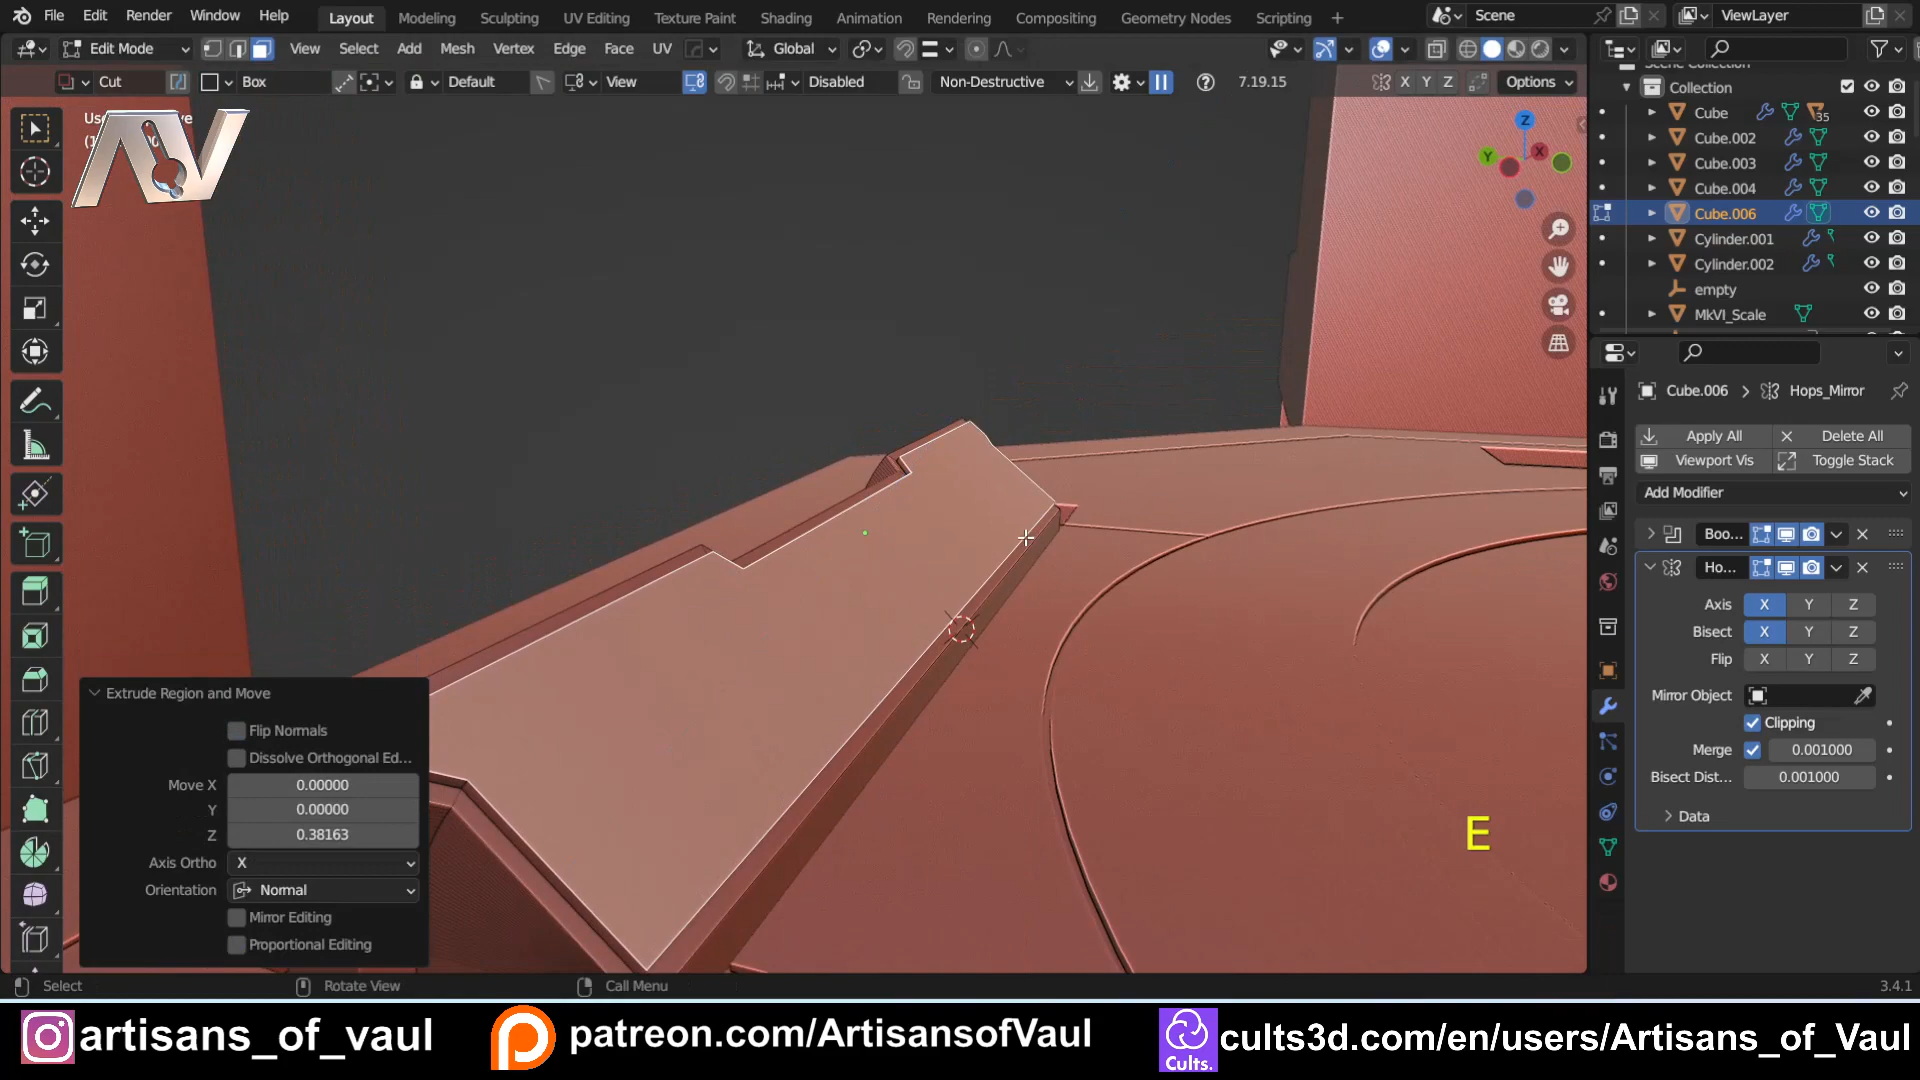 File Edit Render Window Help Layout Modeling Sculpting UV Editing Texture Paint Shading Animation Rendering Compositing Geometry Nodes Scripting + Scene ViewLayer
Edit Mode View Select Add Mesh Vertex Edge Face UV Global
Cut Box Default View Disabled Non-Destructive 7.19.15 X Y Z Options
Collection
Cube 35
Cube.002
Cube.003
Cube.004
Cube.006
Cylinder.001
Cylinder.002
empty
MkVI_Scale
AV
Z
Y X
Cube.006 > Hops_Mirror
Apply All Delete All
Viewport Vis Toggle Stack
Add Modifier
Boo...
Ho...
Axis X Y Z
Bisect X Y Z
Flip X Y Z
Mirror Object
Clipping
Merge 0.001000
Bisect Dist... 0.001000
Data
Extrude Region and Move
Flip Normals
Dissolve Orthogonal Ed...
Move X 0.00000
Y 0.00000
Z 0.38163
Axis Ortho X
Orientation Normal
Mirror Editing
Proportional Editing
E
Select Rotate View Call Menu 3.4.1
artisans_of_vaul patreon.com/ArtisansofVaul Cults. cults3d.com/en/users/Artisans_of_Vaul